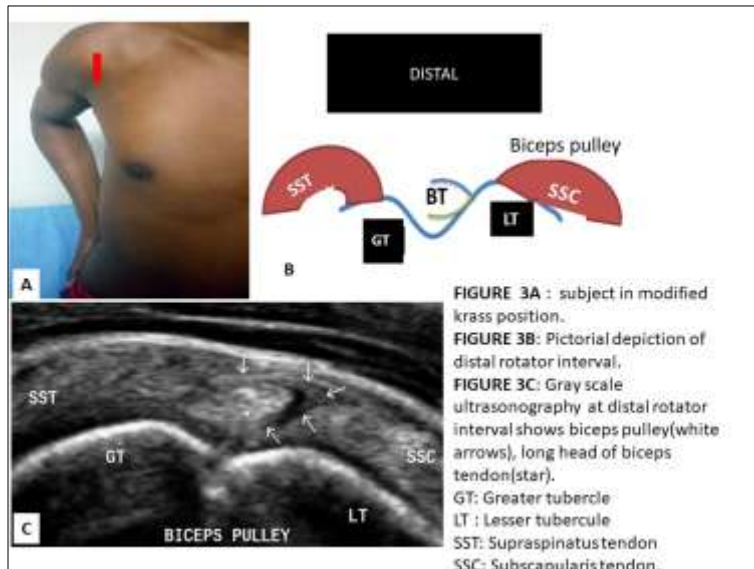 DISTAL
Biceps pulley
SST
BT
SSC
GT
LT
A
B
FIGURE 3A : subject in modified
krass position.
FIGURE 3B: Pictorial depiction of
distal rotator interval.
FIGURE 3C: Gray scale
ultrasonography at distal rotator
interval shows biceps pulley(white
arrows), long head of biceps
tendon(star).
GT: Greater tubercle
LT : Lesser tubercule
SST: Supraspinatus tendon
SSC: Subscapularis tendon.
SST
GT
SSC
LT
C
BICEPS PULLEY